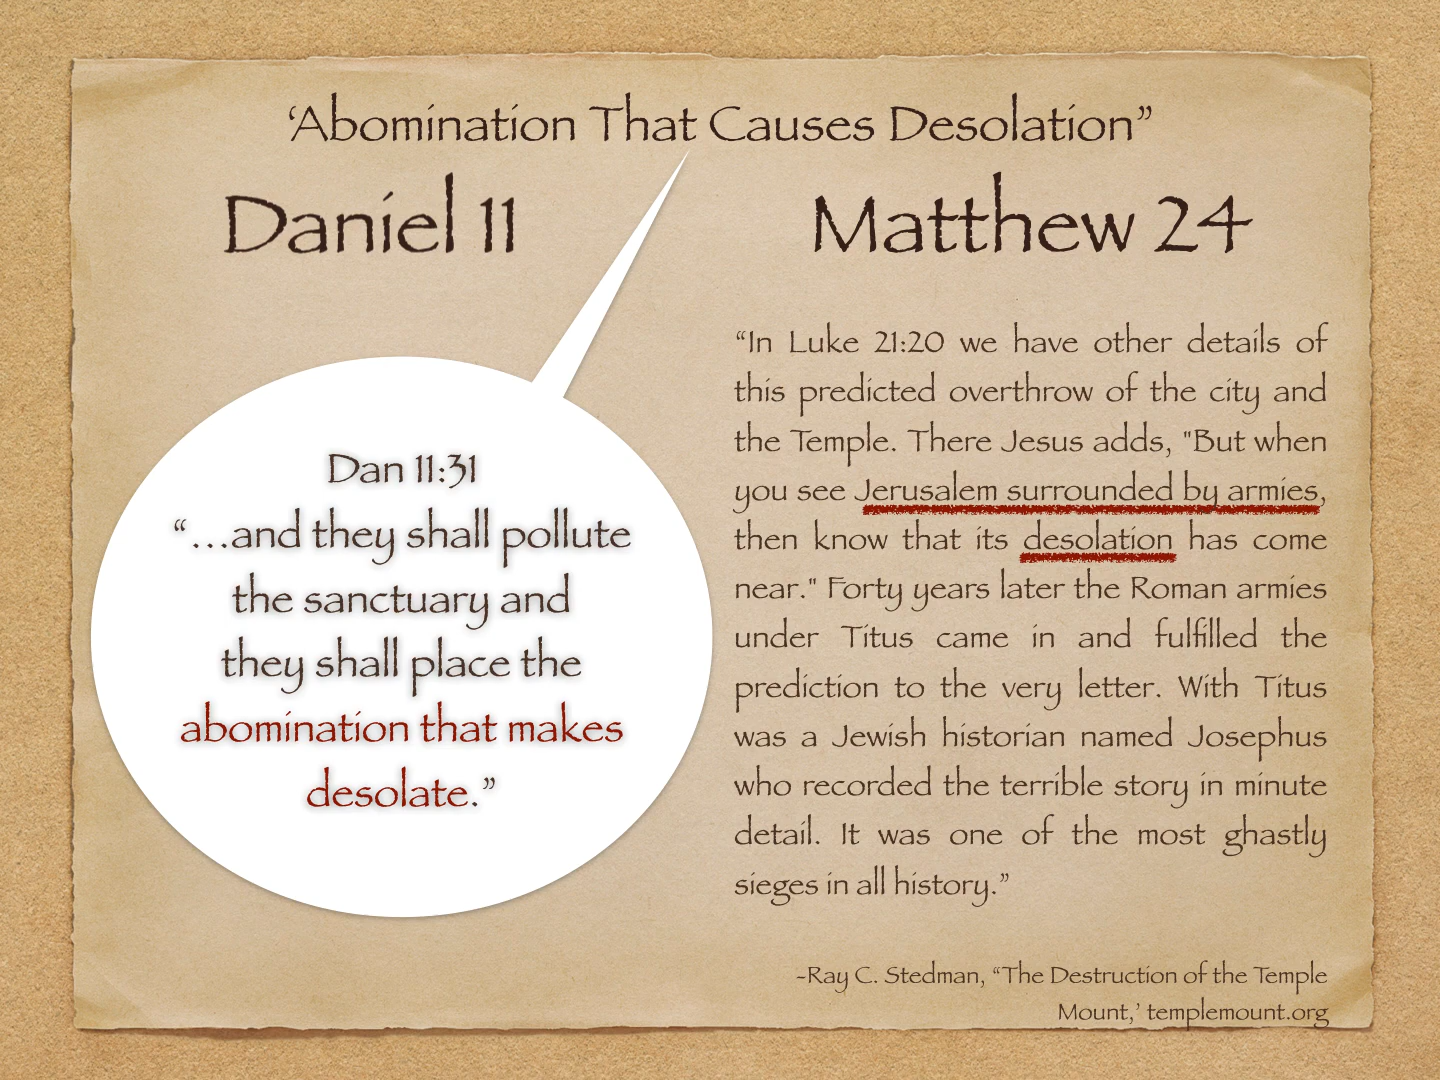 ‘Abomination That Causes Desolation”
Daniel 11
Matthew 24
Dan 11:31
“…and they shall pollute
the sanctuary and
they shall place the
abomination that makes
desolate.”
“In Luke 21:20 we have other details of
this predicted overthrow of the city and
the Temple. There Jesus adds, "But when
you see Jerusalem surrounded by armies,
then know that its desolation has come
near." Forty years later the Roman armies
under Titus came in and fulfilled the
prediction to the very letter. With Titus
was a Jewish historian named Josephus
who recorded the terrible story in minute
detail. It was one of the most ghastly
sieges in all history.”
-Ray C. Stedman, “The Destruction of the Temple
Mount,’ templemount.org